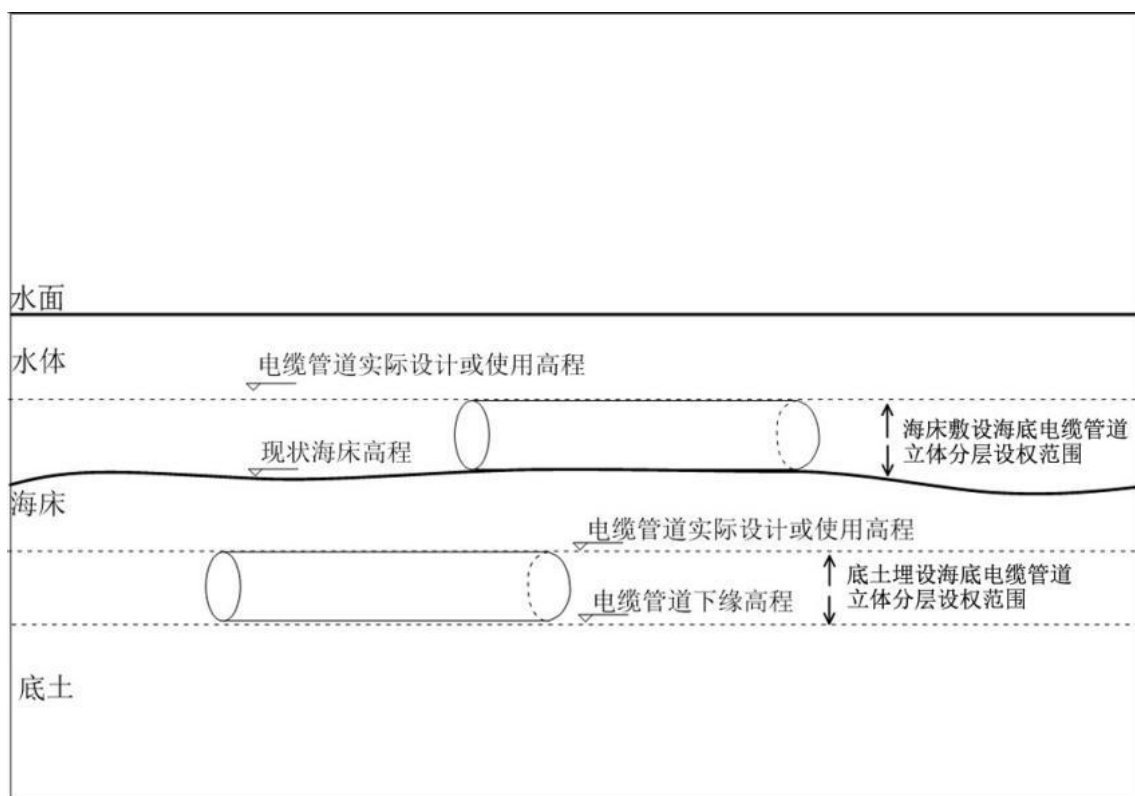 水面
水体
电缆管道实际设计或使用高程
海床敷设海底电缆管道
立体分层设权范围
现状海床高程
海床
电缆管道实际设计或使用高程
底土埋设海底电缆管道
立体分层设权范围
电缆管道下缘高程
底土